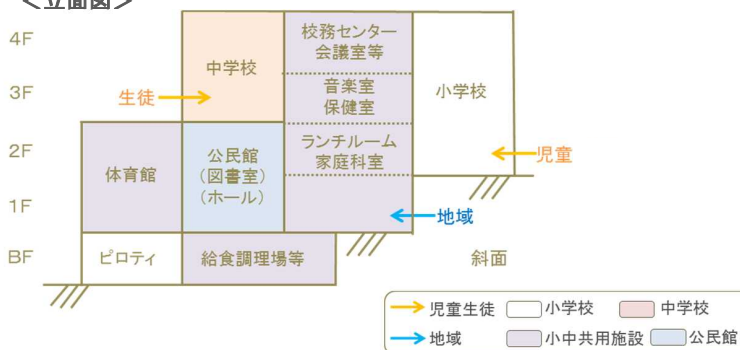 <立面図>
4F
3F
2F
1F
BF
中学校
校務センター
会議室等
音楽室
保健室
小学校
生徒
ランチルーム
家庭科室
児童
体育館
公民館
(図書室)
(ホール)
地域
ピロティ
給食調理場等
斜面
児童生徒
小学校
中学校
地域
小中共用施設
公民館